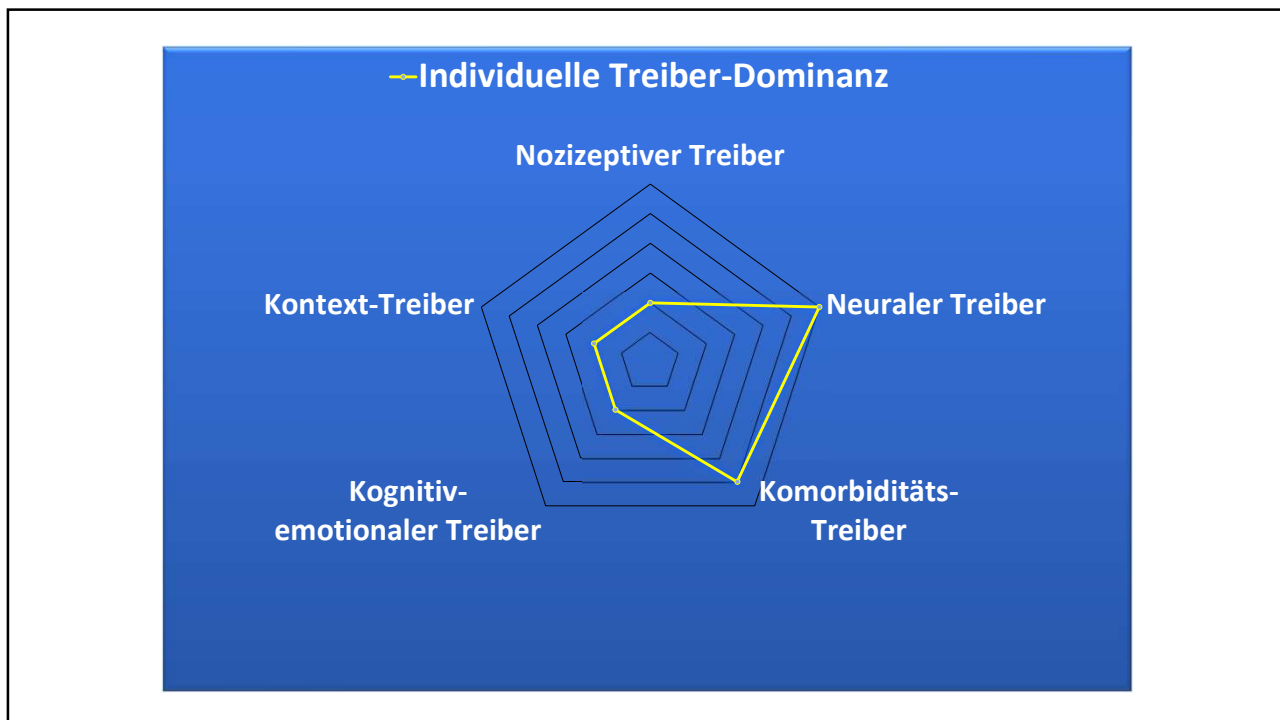 Individuelle Treiber-Dominanz
Nozizeptiver Treiber
Kontext-Treiber
Neuraler Treiber
Kognitiv-
emotionaler Treiber
Komorbiditäts-
Treiber